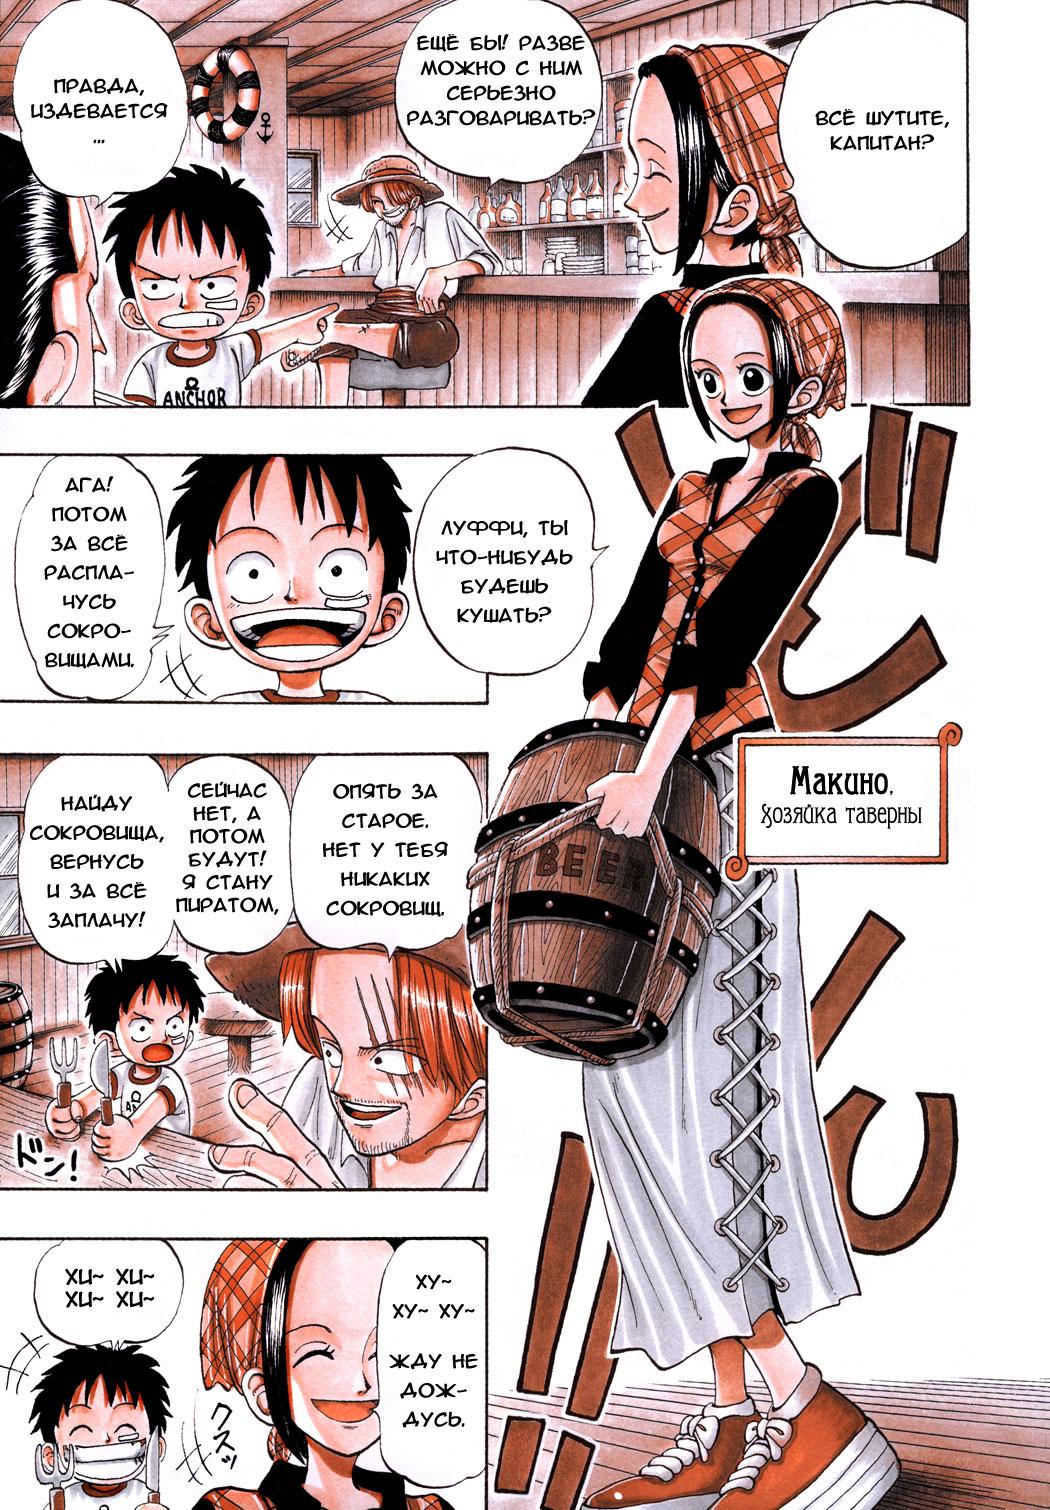 ВСЁ ШУТИТЕ,
КАПИТАН?
ЕЩЁ БЫ! РАЗВЕ
МОЖНО С НИМ
СЕРЬЕЗНО
РАЗГОВАРИВАТЬ?
ПРАВДА,
ИЗДЕВАЕТСЯ
...
ANCHOR
ЛУФФИ, ТЫ
ЧТО-НИБУДЬ
БУДЕШЬ
КУШАТЬ?
АГА!
ПОТОМ
ЗА ВСЁ
РАСПЛА-
ЧУСЬ
СОКРО-
ВИЩАМИ.
Макино,
хозяйка таверны
BEER
ОПЯТЬ ЗА
СТАРОЕ.
НЕТ У ТЕБЯ
НИКАКИХ
СОКРОВИЩ.
СЕЙЧАС
НЕТ, А
ПОТОМ
БУДУТ!
Я СТАНУ
ПИРАТОМ,
НАЙДУ
СОКРОВИЩА,
ВЕРНУСЬ
И ЗА ВСЁ
ЗАПЛАЧУ!
ドン!
ХУ~
ХУ~ ХУ~
ЖДУ НЕ
ДОЖ-
ДУСЬ.
クスッ
ХИ~ ХИ~
ХИ~ ХИ~